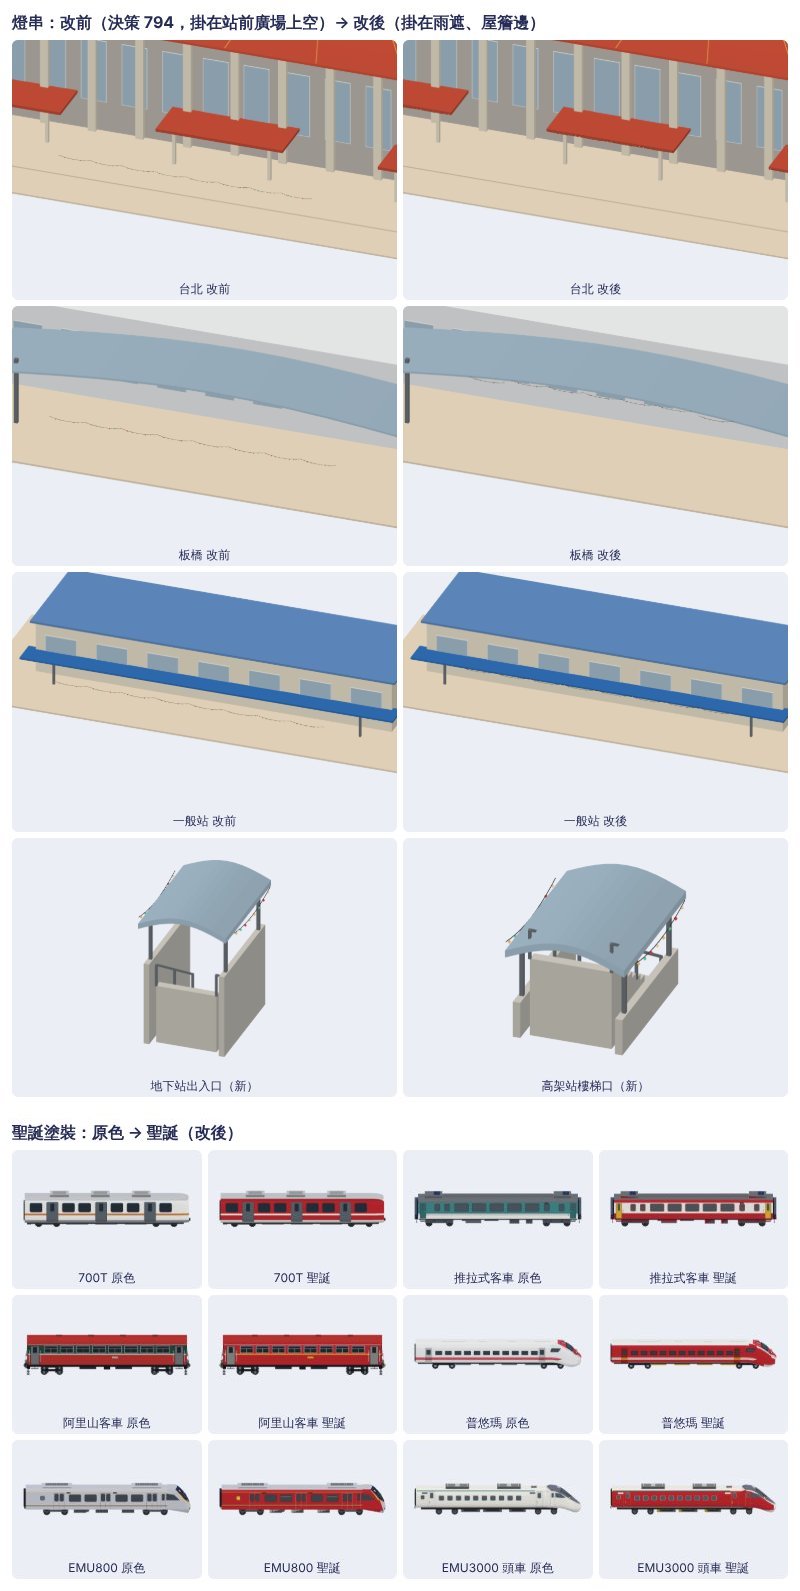 燈串：改前（決策 794，掛在站前廣場上空）→ 改後（掛在雨遮、屋簷邊）
台北 改前
台北 改後
板橋 改前
板橋 改後
一般站 改前
一般站 改後
地下站出入口（新）
高架站樓梯口（新）
聖誕塗裝：原色 → 聖誕（改後）
700T 原色
700T 聖誕
推拉式客車 原色
推拉式客車 聖誕
阿里山客車 原色
阿里山客車 聖誕
普悠瑪 原色
普悠瑪 聖誕
EMU800 原色
EMU800 聖誕
EMU3000 頭車 原色
EMU3000 頭車 聖誕